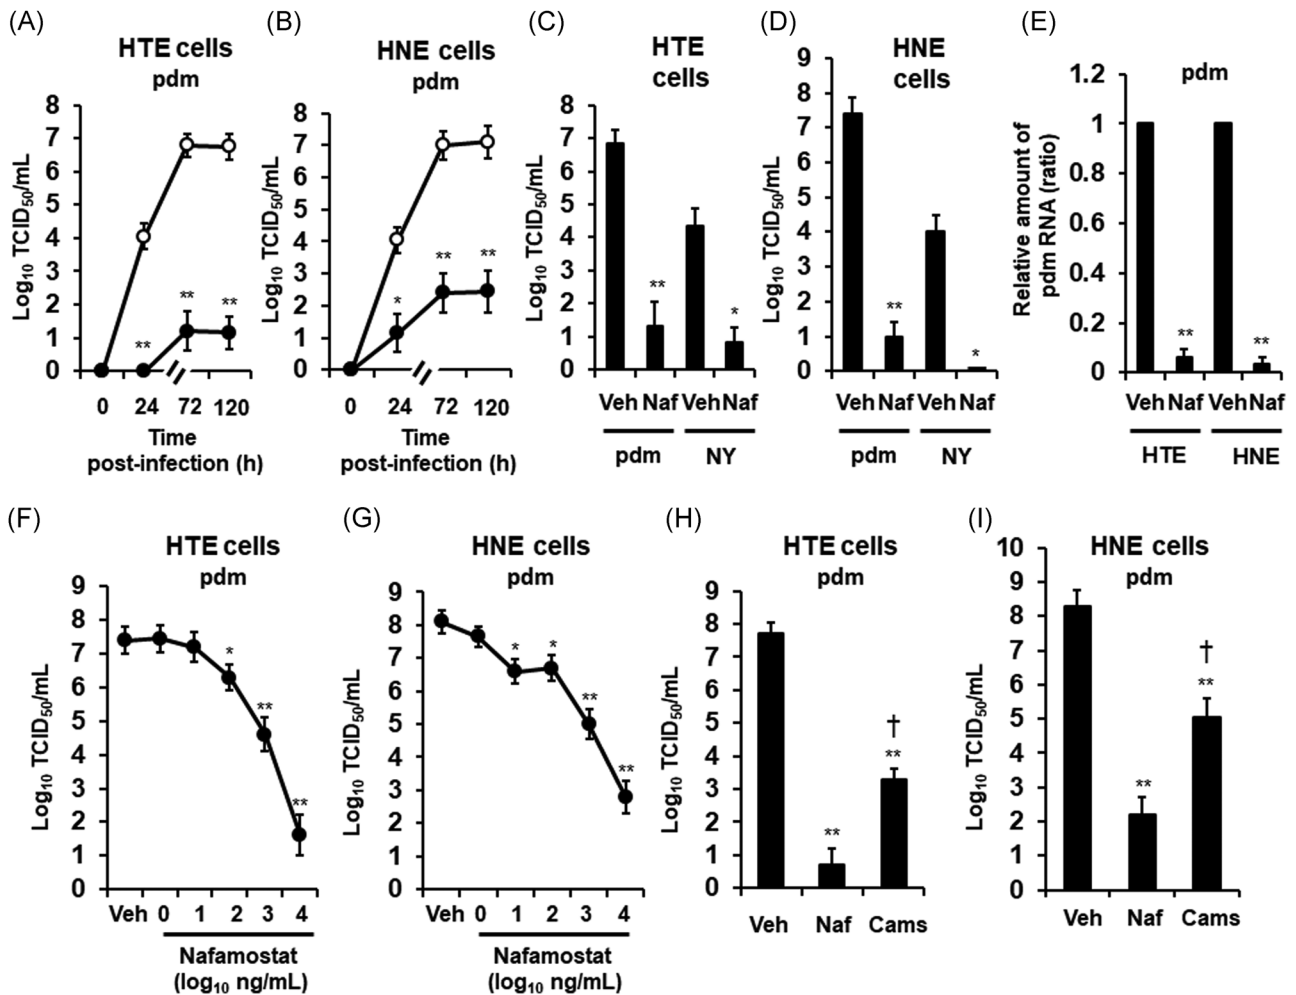 (A)
HTE cells
pdm
Log10 TCID50/mL
8
7
6
5
4
3
2
1
0
**
**
**
0 24 72 120
Time
post-infection (h)
(B)
HNE cells
pdm
Log10 TCID50/mL
8
7
6
5
4
3
2
1
0
*
**
**
0 24 72 120
Time
post-infection (h)
(C)
HTE
cells
Log10 TCID50/mL
8
7
6
5
4
3
2
1
0
**
*
Veh Naf Veh Naf
pdm NY
(D)
HNE
cells
Log10 TCID50/mL
9
8
7
6
5
4
3
2
1
0
**
*
Veh Naf Veh Naf
pdm NY
(E)
pdm
Relative amount of
pdm RNA (ratio)
1.2
1
0.8
0.6
0.4
0.2
0
**
**
Veh Naf Veh Naf
HTE HNE
(F)
HTE cells
pdm
Log10 TCID50/mL
9
8
7
6
5
4
3
2
1
0
*
**
**
Veh 0 1 2 3 4
Nafamostat
(log10 ng/mL)
(G)
HNE cells
pdm
Log10 TCID50/mL
9
8
7
6
5
4
3
2
1
0
*
*
**
**
Veh 0 1 2 3 4
Nafamostat
(log10 ng/mL)
(H)
HTE cells
pdm
Log10 TCID50/mL
9
8
7
6
5
4
3
2
1
0
**
†
**
Veh Naf Cams
(I)
HNE cells
pdm
Log10 TCID50/mL
10
9
8
7
6
5
4
3
2
1
0
**
†
**
Veh Naf Cams